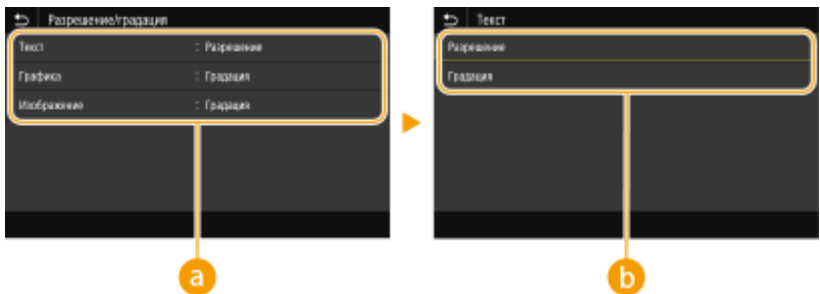 Разрешение/градация
Текст : Разрешение
Графика : Градация
Изображение : Градация
a
Текст
Разрешение
Градация
b